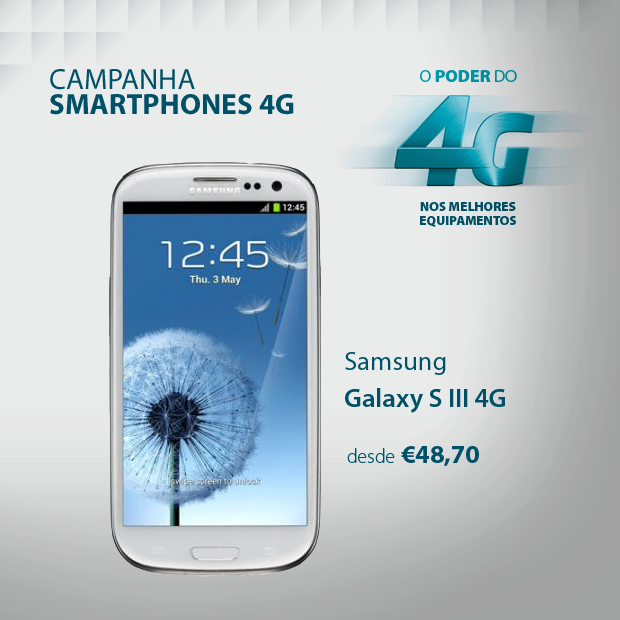 CAMPANHA
SMARTPHONES 4G
O PODER DO
4G
NOS MELHORES
EQUIPAMENTOS
SAMSUNG
12:45
12:45
Thu. 3 May
swipe screen to unlock
Samsung
Galaxy S III 4G
desde €48,70